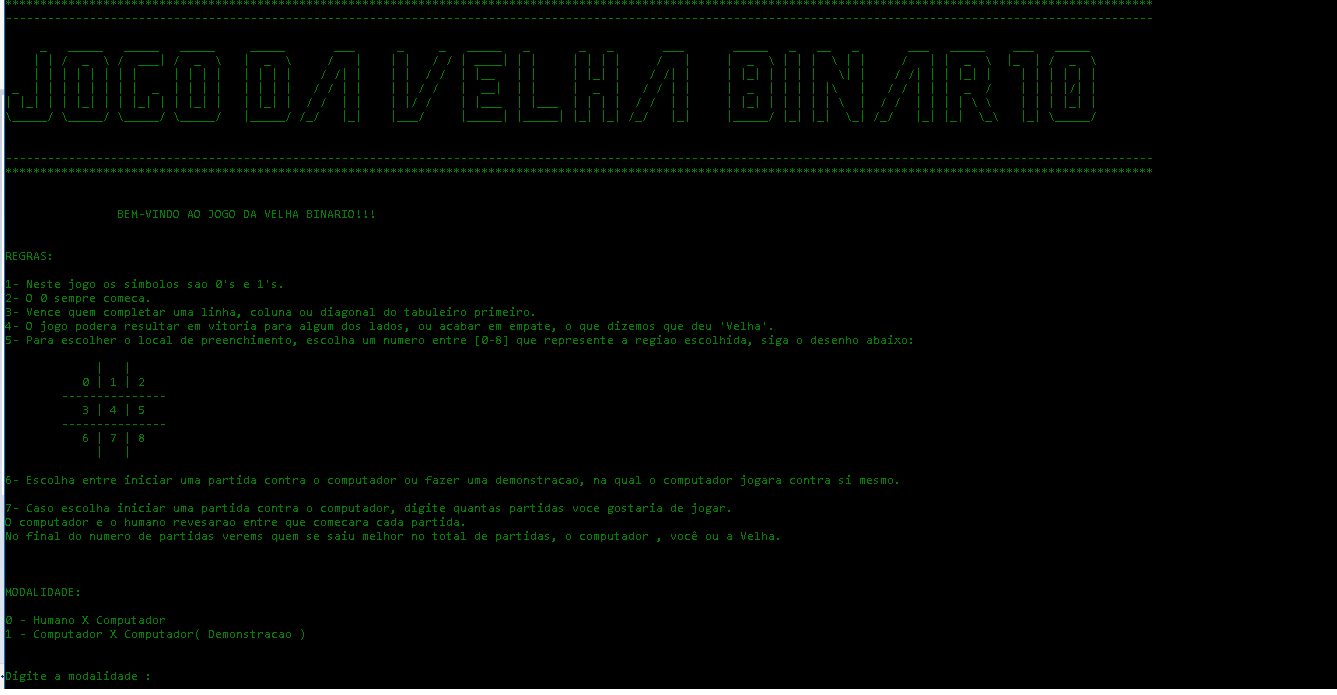 JOGO DA VELHA BINAR10
BEM-VINDO AO JOGO DA VELHA BINARIO!!!
REGRAS:
1- Neste jogo os simbolos sao 0's e 1's.
2- O 0 sempre comeca.
3- Vence quem completar uma linha, coluna ou diagonal do tabuleiro primeiro.
4- O jogo podera resultar em vitoria para algum dos lados, ou acabar em empate, o que dizemos que deu 'Velha'.
5- Para escolher o local de preenchimento, escolha um numero entre [0-8] que represente a regiao escolhida, siga o desenho abaixo:
0 | 1 | 2
3 | 4 | 5
6 | 7 | 8
6- Escolha entre iniciar uma partida contra o computador ou fazer uma demonstracao, na qual o computador jogara contra si mesmo.
7- Caso escolha iniciar uma partida contra o computador, digite quantas partidas voce gostaria de jogar.
O computador e o humano revesarao entre que comecara cada partida.
No final do numero de partidas verems quem se saiu melhor no total de partidas, o computador , você ou a Velha.
MODALIDADE:
0 - Humano X Computador
1 - Computador X Computador( Demonstracao )
Digite a modalidade :